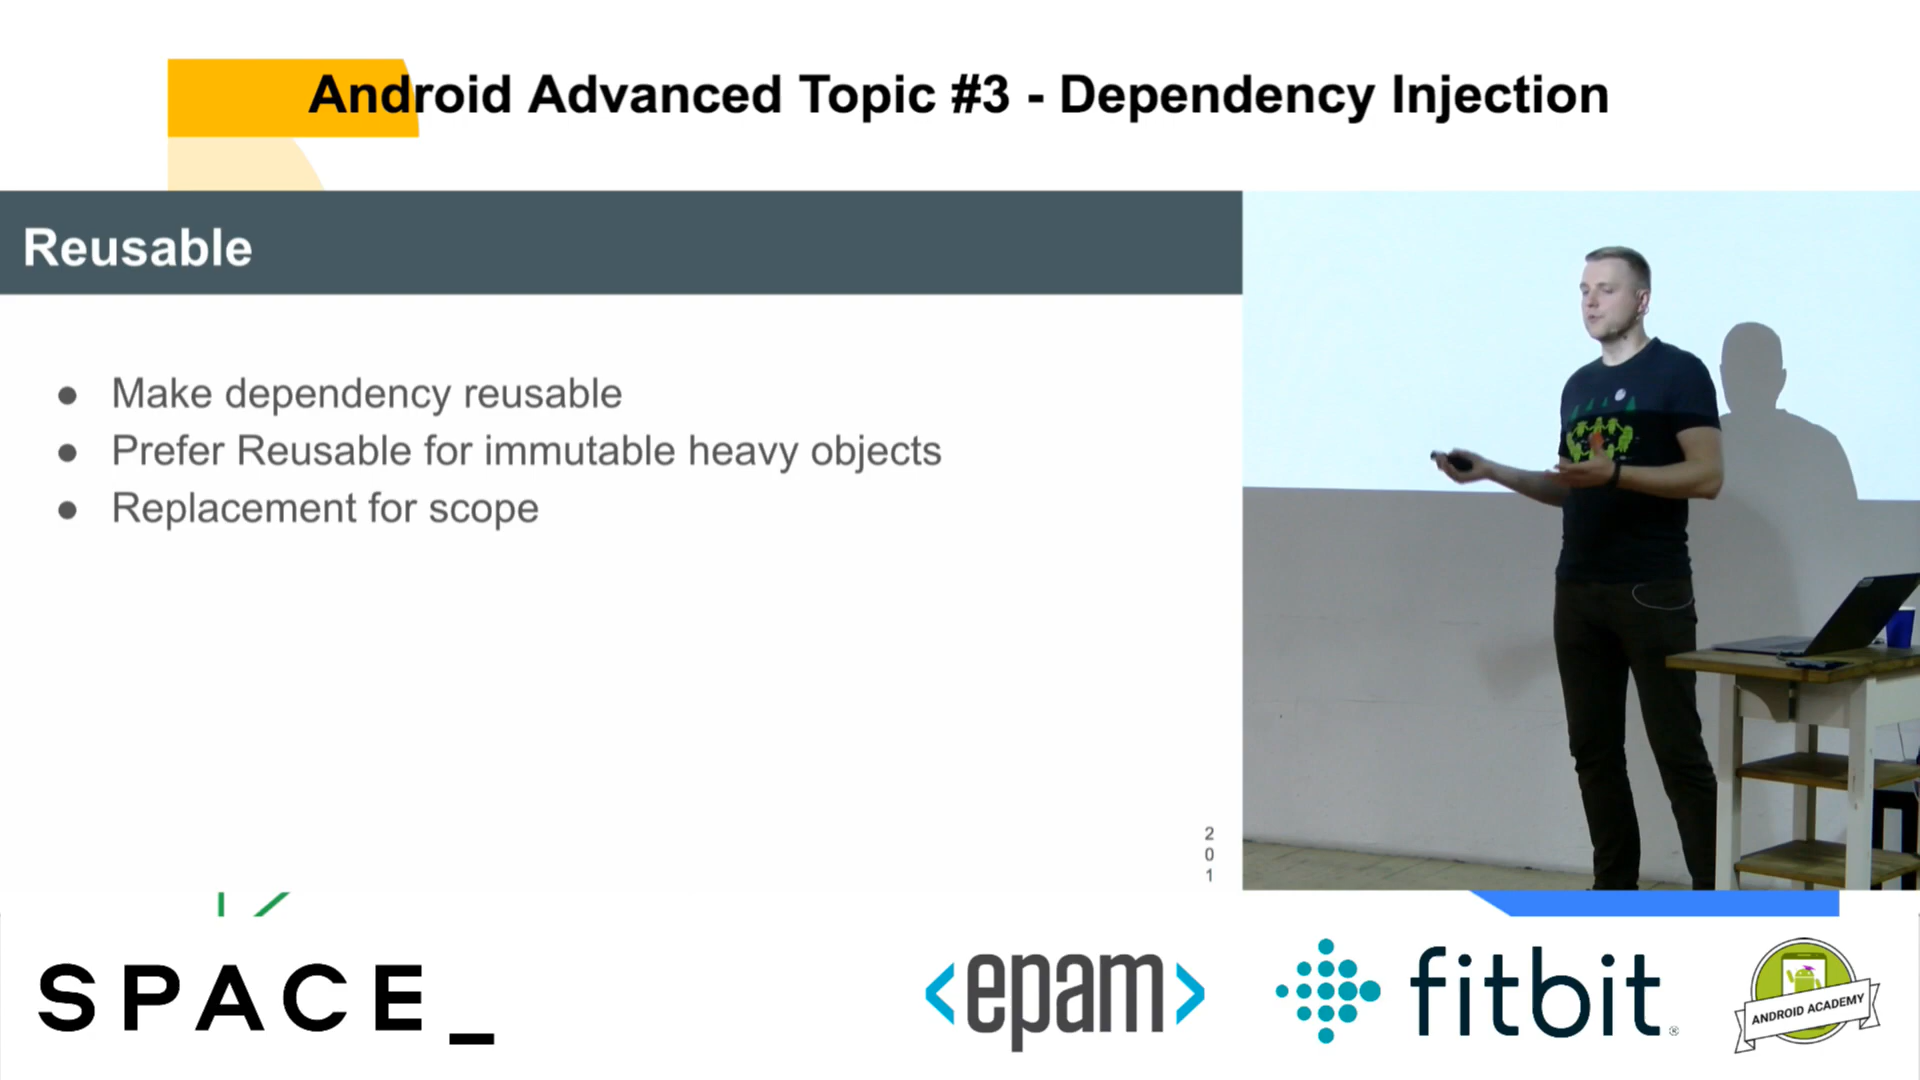 Android Advanced Topic #3 - Dependency Injection
Reusable
● Make dependency reusable
● Prefer Reusable for immutable heavy objects
● Replacement for scope
2
0
1
SPACE_
<epam>
fitbit®
ANDROID ACADEMY